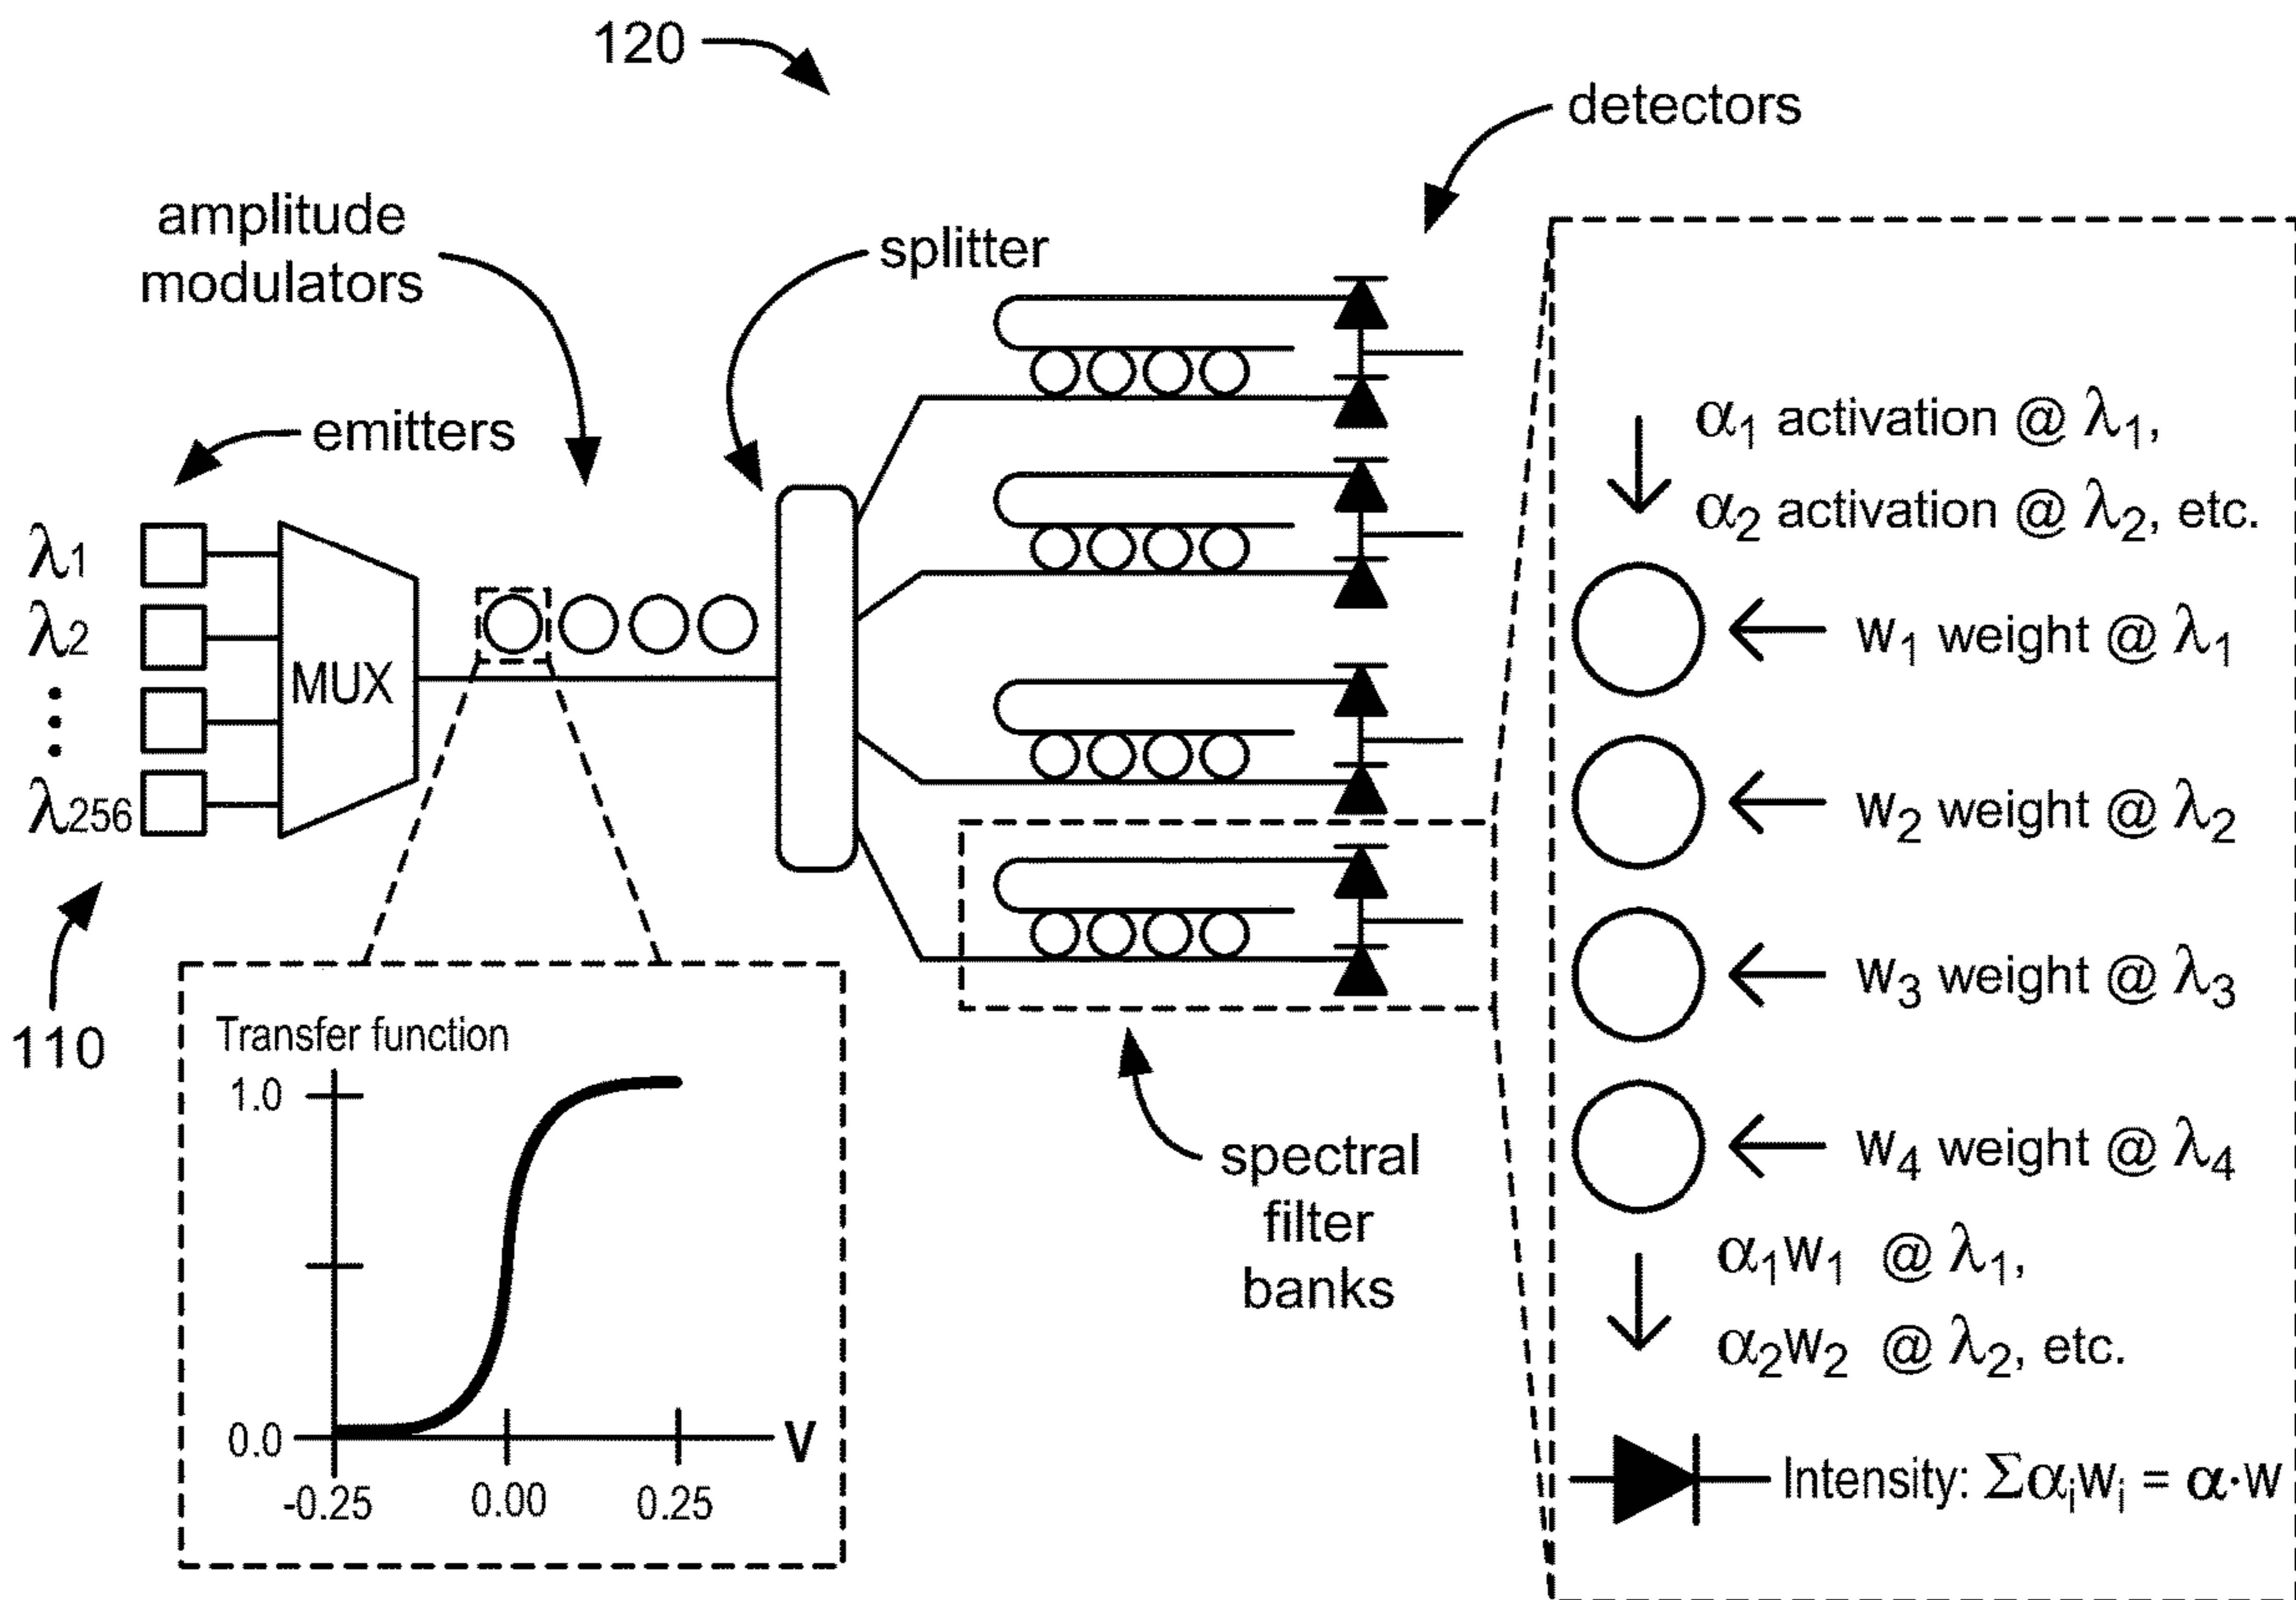 120
detectors
amplitude
modulators
splitter
emitters
λ1
λ2
λ256
MUX
110
Transfer function
1.0
0.0
-0.25
0.00
0.25
V
spectral
filter
banks
α₁ activation @ λ₁,
α₂ activation @ λ₂, etc.
w₁ weight @ λ₁
w₂ weight @ λ₂
w₃ weight @ λ₃
w₄ weight @ λ₄
α₁w₁ @ λ₁,
α₂w₂ @ λ₂, etc.
Intensity: Σαᵢwᵢ = α·w